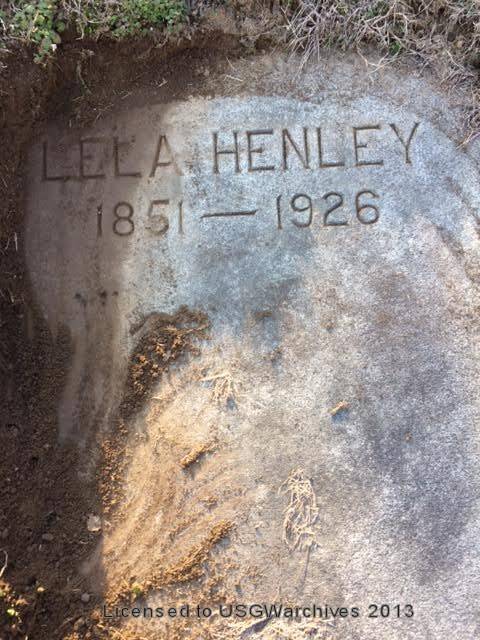 LELA HENLEY
1851 — 1926
Licensed to USGWarchives 2013